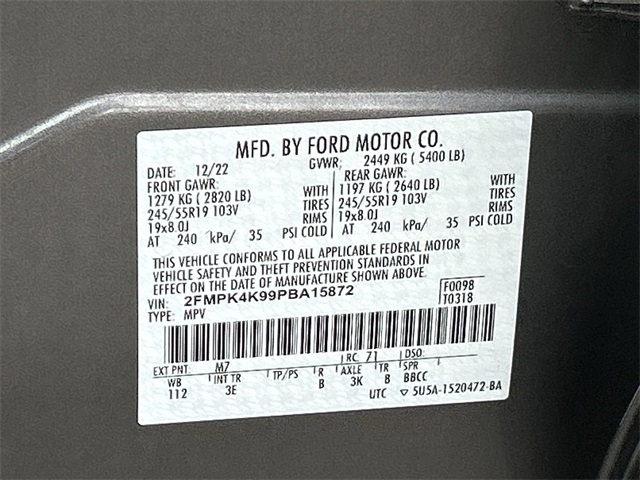 MFD. BY FORD MOTOR CO.
DATE: 12/22 GVWR: 2449 KG ( 5400 LB)
FRONT GAWR: REAR GAWR:
1279 KG ( 2820 LB) WITH 1197 KG ( 2640 LB) WITH
245/55R19 103V TIRES 245/55R19 103V TIRES
19x8.0J RIMS 19x8.0J RIMS
AT 240 kPa/ 35 PSI COLD AT 240 kPa/ 35 PSI COLD
THIS VEHICLE CONFORMS TO ALL APPLICABLE FEDERAL MOTOR
VEHICLE SAFETY AND THEFT PREVENTION STANDARDS IN
EFFECT ON THE DATE OF MANUFACTURE SHOWN ABOVE.
VIN: 2FMPK4K99PBA15872 F0098
TYPE: MPV T0318
EXT PNT: M7 RC: 71 DSO:
WB INT TR TP/PS R AXLE TR SPR
112 3E B 3K B BBCC
UTC ▽ 5U5A-1520472-BA